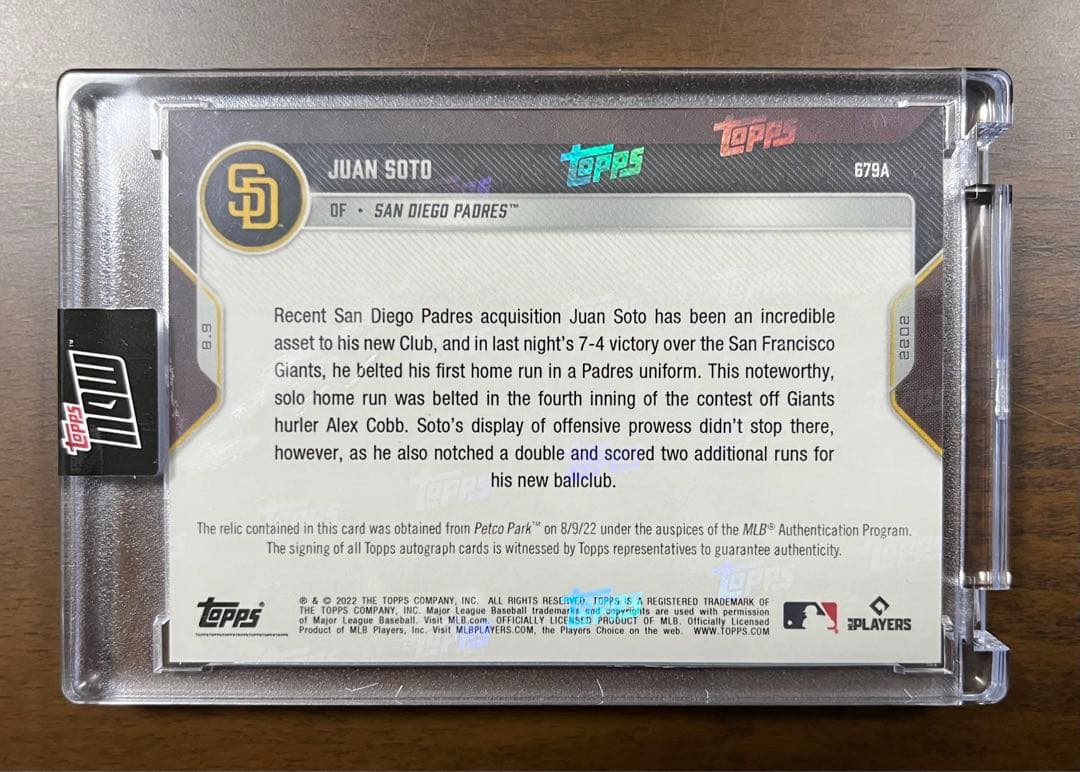 JUAN SOTO
topps
topps
679A
SD
OF • SAN DIEGO PADRES™
8.9
2022
Recent San Diego Padres acquisition Juan Soto has been an incredible
asset to his new Club, and in last night's 7-4 victory over the San Francisco
Giants, he belted his first home run in a Padres uniform. This noteworthy,
solo home run was belted in the fourth inning of the contest off Giants
hurler Alex Cobb. Soto's display of offensive prowess didn't stop there,
however, as he also notched a double and scored two additional runs for
his new ballclub.
topps NOW™
The relic contained in this card was obtained from Petco Park™ on 8/9/22 under the auspices of the MLB® Authentication Program.
The signing of all Topps autograph cards is witnessed by Topps representatives to guarantee authenticity.
topps®
® & © 2022 THE TOPPS COMPANY, INC. ALL RIGHTS RESERVED. TOPPS IS A REGISTERED TRADEMARK OF
THE TOPPS COMPANY, INC. Major League Baseball trademarks and copyrights are used with permission
of Major League Baseball. Visit MLB.com. OFFICIALLY LICENSED PRODUCT OF MLB. Officially Licensed
Product of MLB Players, Inc. Visit MLBPLAYERS.COM, the Players Choice on the web. WWW.TOPPS.COM
MLB PLAYERS